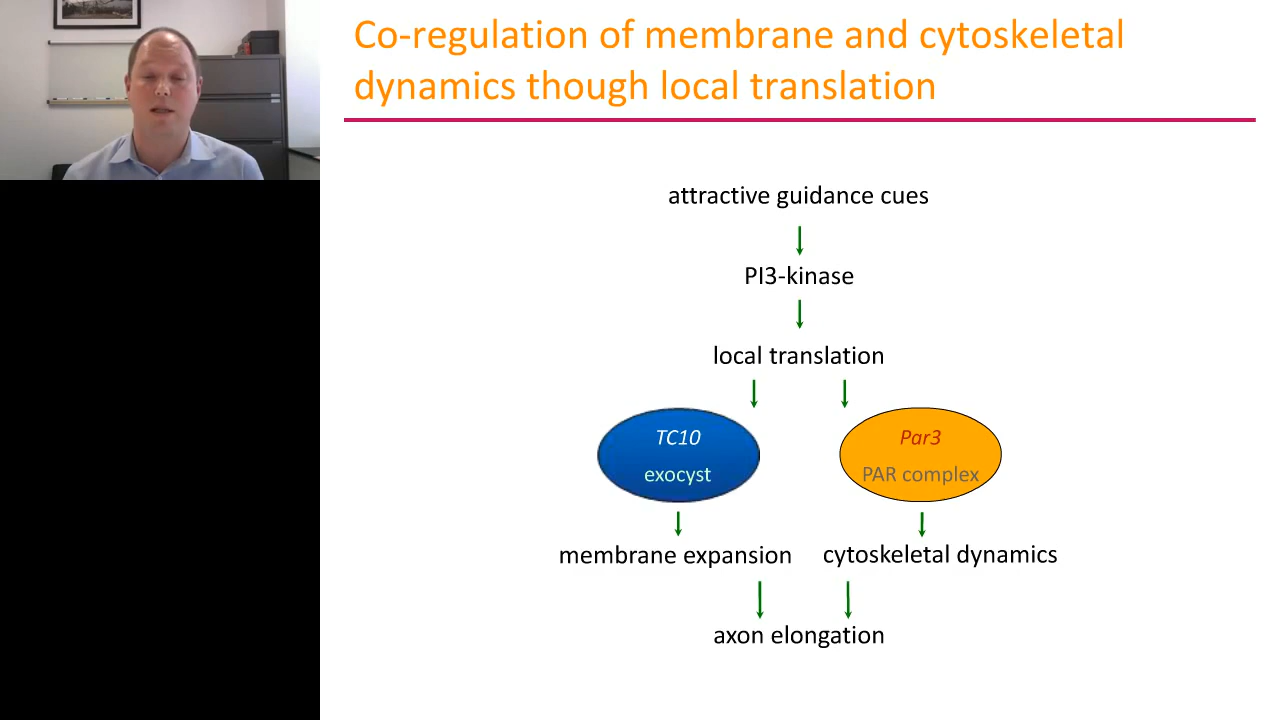 Co-regulation of membrane and cytoskeletal
dynamics though local translation
attractive guidance cues
PI3-kinase
local translation
TC10
exocyst
Par3
PAR complex
membrane expansion
cytoskeletal dynamics
axon elongation